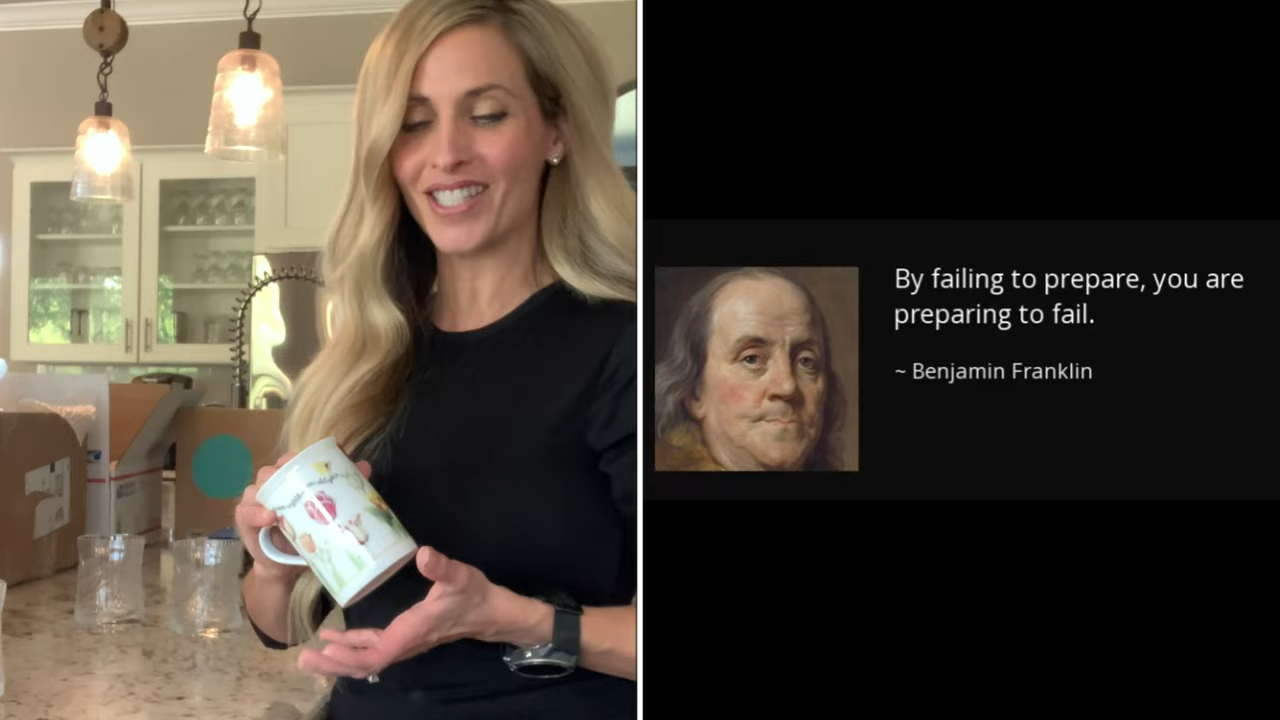 By failing to prepare, you are
preparing to fail.
~ Benjamin Franklin